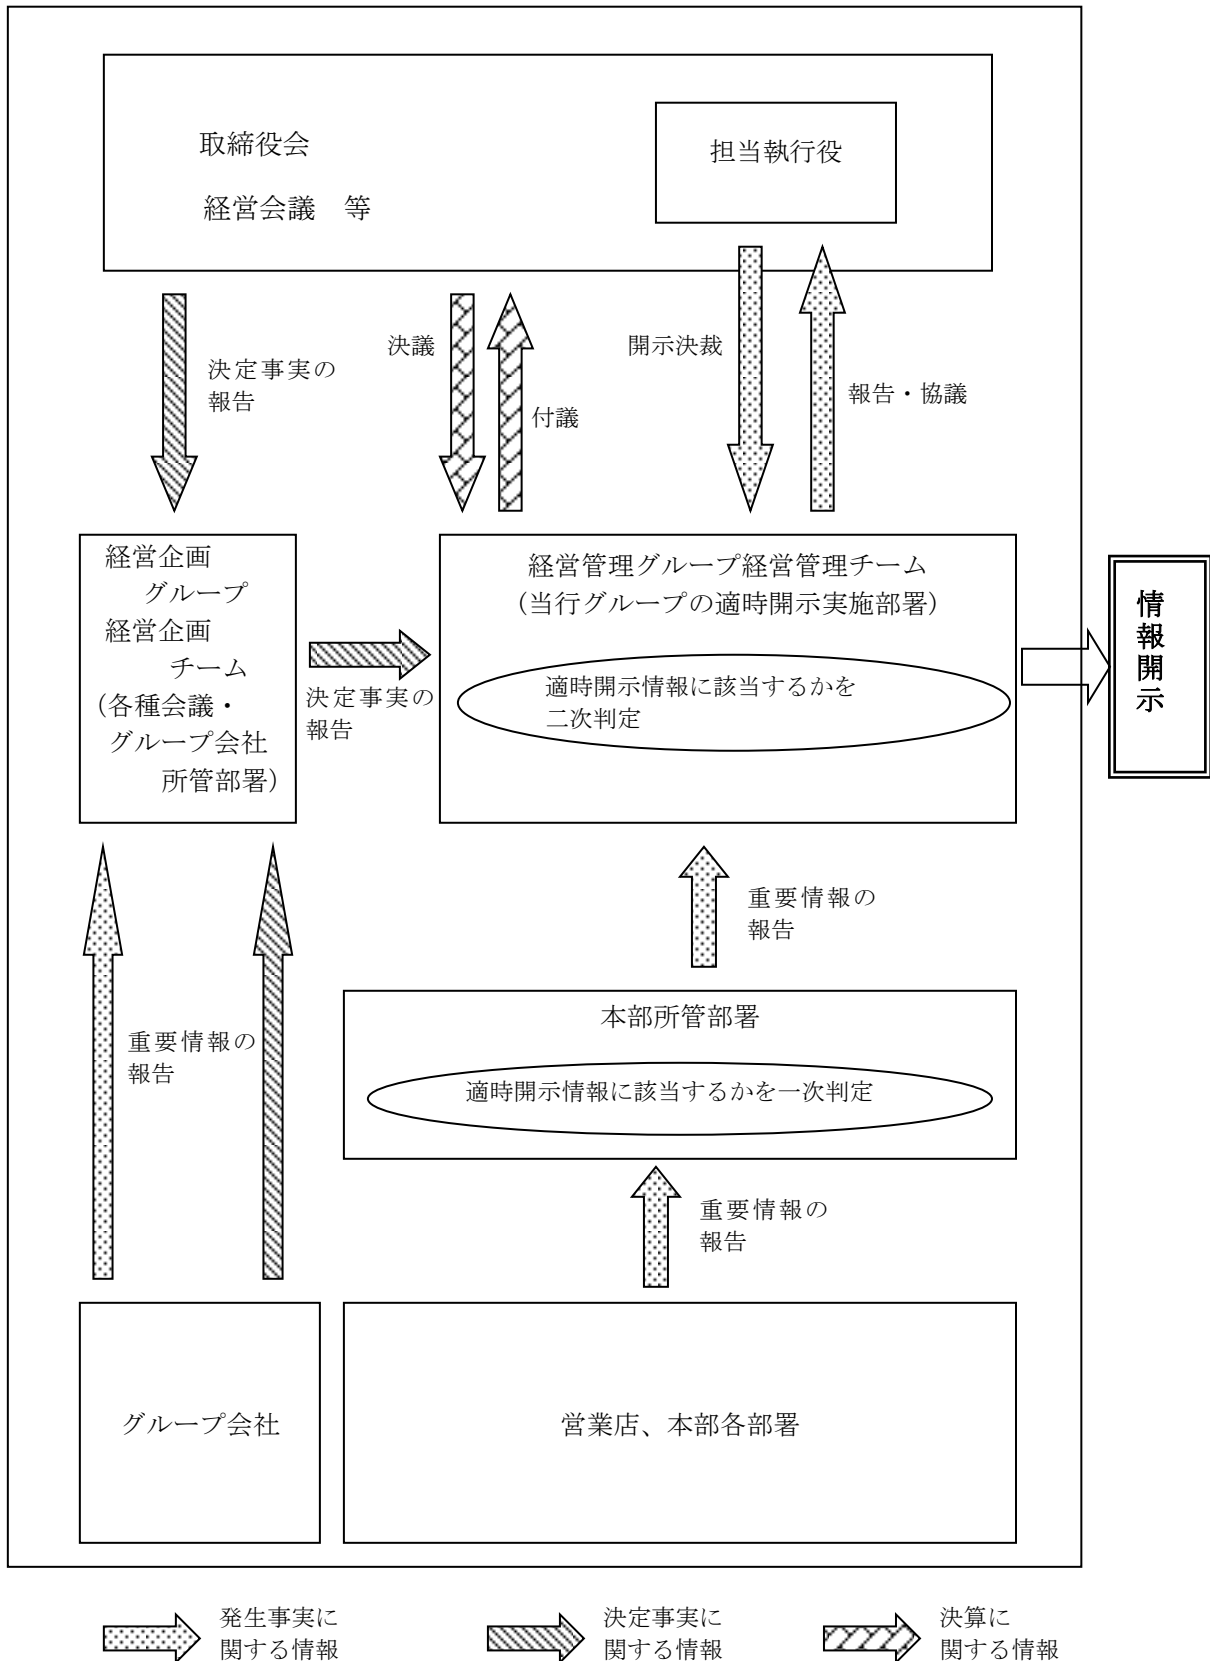 取締役会
経営会議　等
担当執行役
決定事実の
報告
決議
付議
開示決裁
報告・協議
経営企画
グループ
経営企画
チーム
（各種会議・
グループ会社
所管部署）
決定事実の
報告
経営管理グループ経営管理チーム
（当行グループの適時開示実施部署）
適時開示情報に該当するかを
二次判定
情報開示
重要情報の
報告
重要情報の
報告
本部所管部署
適時開示情報に該当するかを一次判定
重要情報の
報告
グループ会社
営業店、本部各部署
発生事実に
関する情報
決定事実に
関する情報
決算に
関する情報